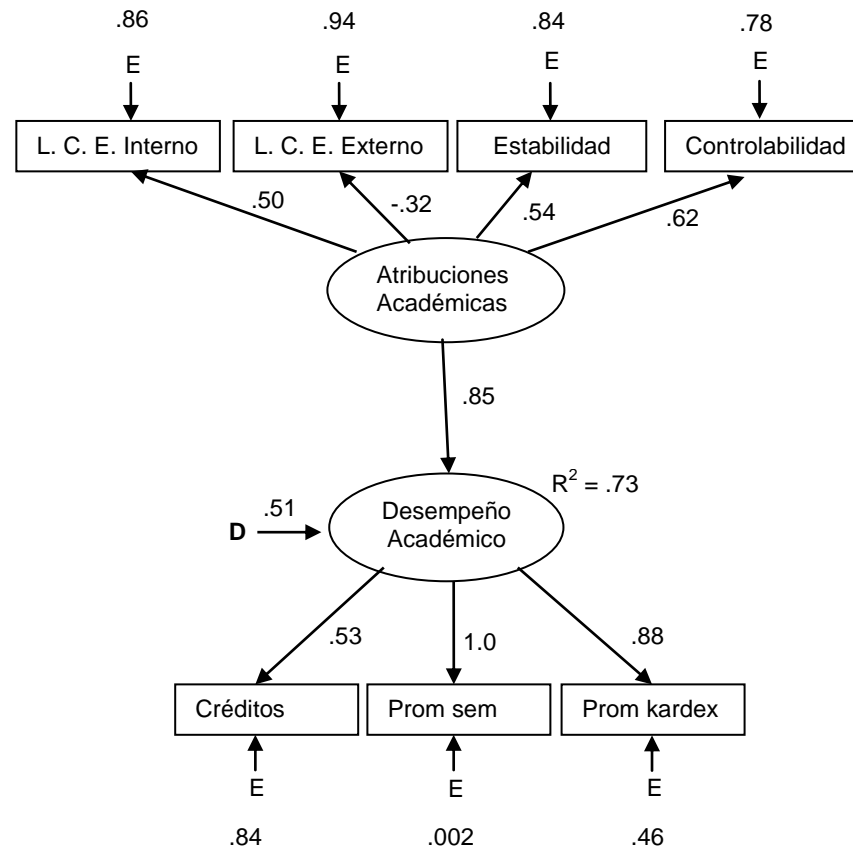 .86 .94 .84 .78
E E E E
L. C. E. Interno L. C. E. Externo Estabilidad Controlabilidad
.50 -.32 .54 .62
Atribuciones
Académicas
.85
R² = .73
.51
D
Desempeño
Académico
.53 1.0 .88
Créditos Prom sem Prom kardex
E E E
.84 .002 .46